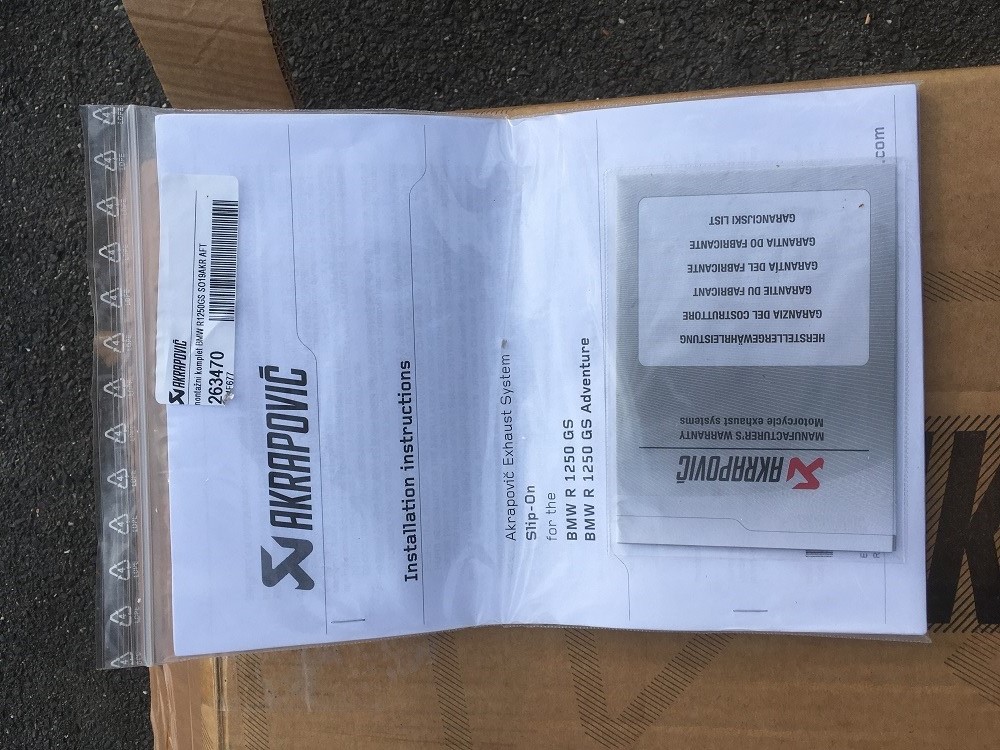 AKRAPOVIČ
montažni komplet BMW R1250GS SO19AKR AFT
263470
AKRAPOVIČ
Installation instructions
Akrapovič Exhaust System
Slip-On
for the
BMW R 1250 GS
BMW R 1250 GS Adventure
.com
AKRAPOVIČ
MANUFACTURER'S WARRANTY
Motorcycle exhaust systems
HERSTELLERGEWÄHRLEISTUNG
GARANZIA DEL COSTRUTTORE
GARANTIE DU FABRICANT
GARANTÍA DEL FABRICANTE
GARANTIA DO FABRICANTE
GARANCIJSKI LIST